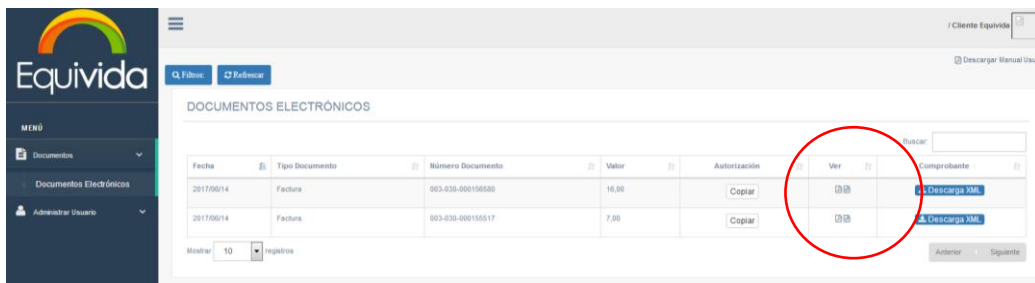 Equivida
/ Cliente Equivida
Descargar Manual Usu
Filtros: Refrescar
DOCUMENTOS ELECTRÓNICOS
MENÚ
Documentos
Documentos Electrónicos
Administrar Usuario
Buscar:
Fecha Tipo Documento Número Documento Valor Autorización Ver Comprobante
2017/06/14 Factura 003-030-000156580 16,00 Copiar Descarga XML
2017/06/14 Factura 003-030-000155517 7,00 Copiar Descarga XML
Mostrar 10 registros
Anterior Siguiente